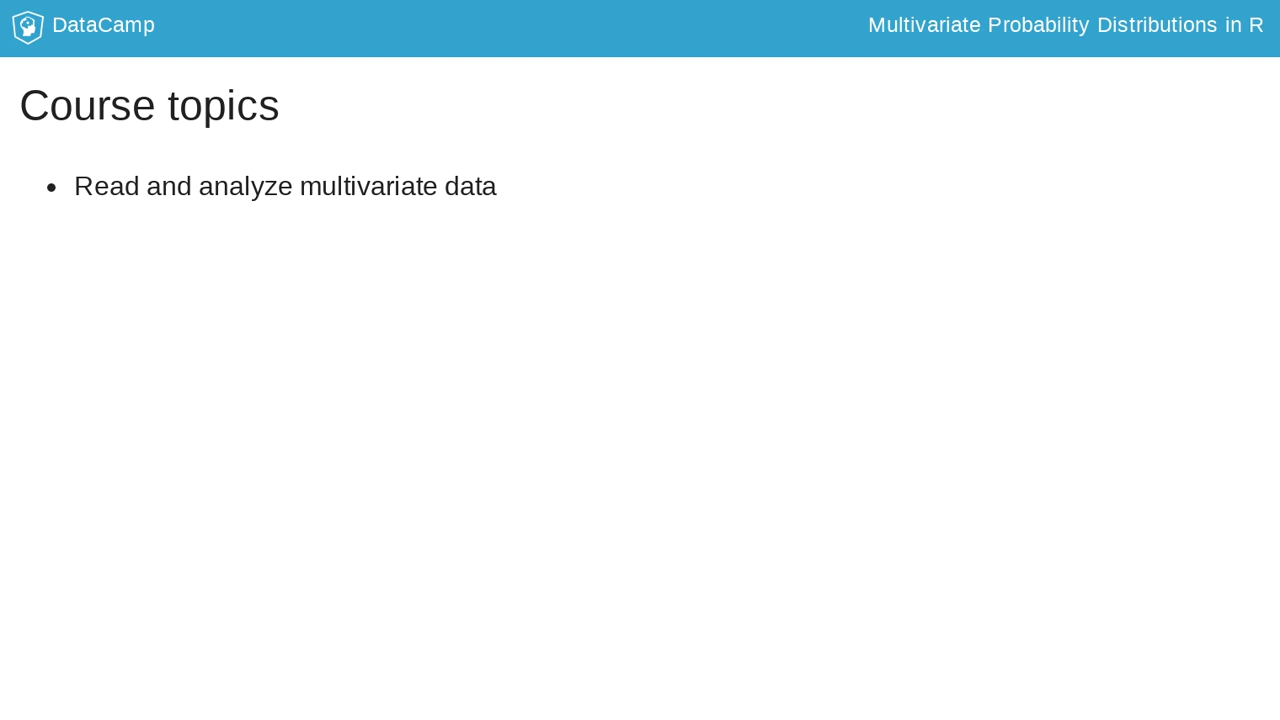 DataCamp
Multivariate Probability Distributions in R
Course topics
• Read and analyze multivariate data